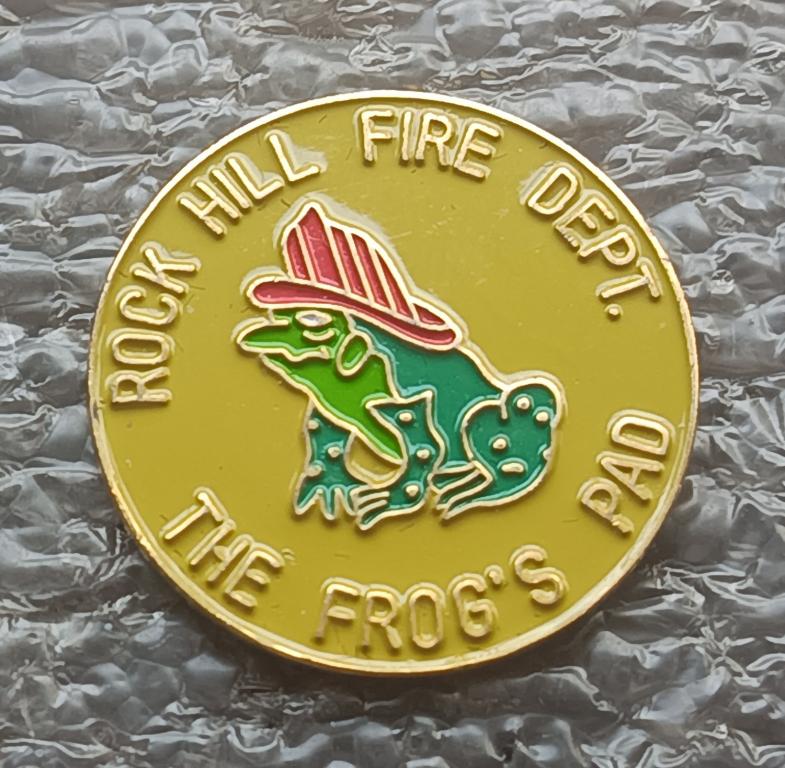 ROCK HILL FIRE DEPT.
THE FROG'S PAD